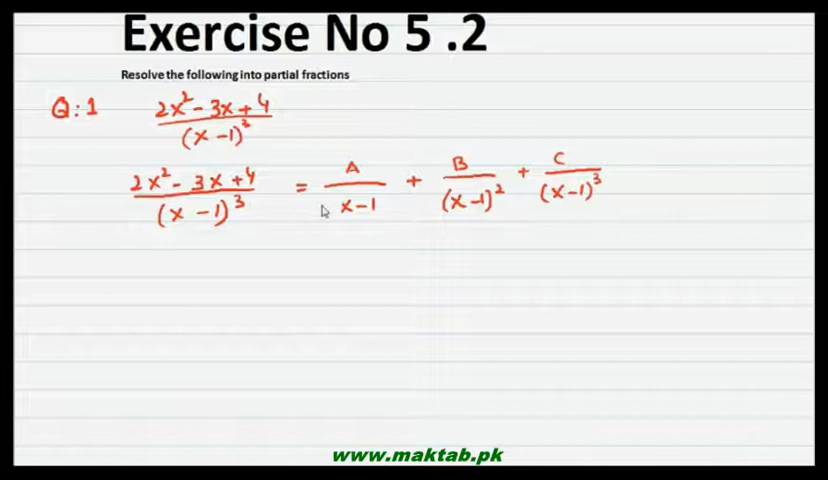 Exercise No 5 .2
Resolve the following into partial fractions
Q : 1 2x² - 3x + 4 / (x - 1)³
2x² - 3x + 4 / (x - 1)³ = A / x - 1 + B / (x - 1)² + C / (x - 1)³
www.maktab.pk